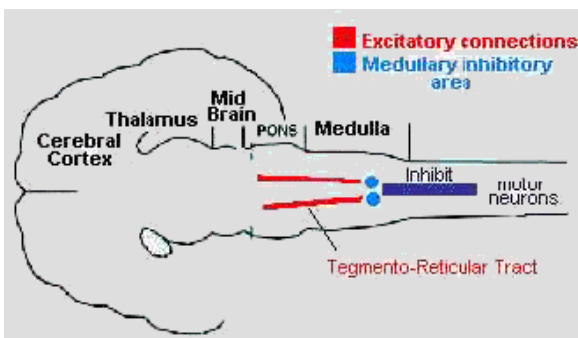 Excitatory connections
Medullary inhibitory
area
Mid
Brain
Thalamus
PONS
Medulla
Cerebral
Cortex
Inhibit
motor
neurons
Tegmento-Reticular Tract